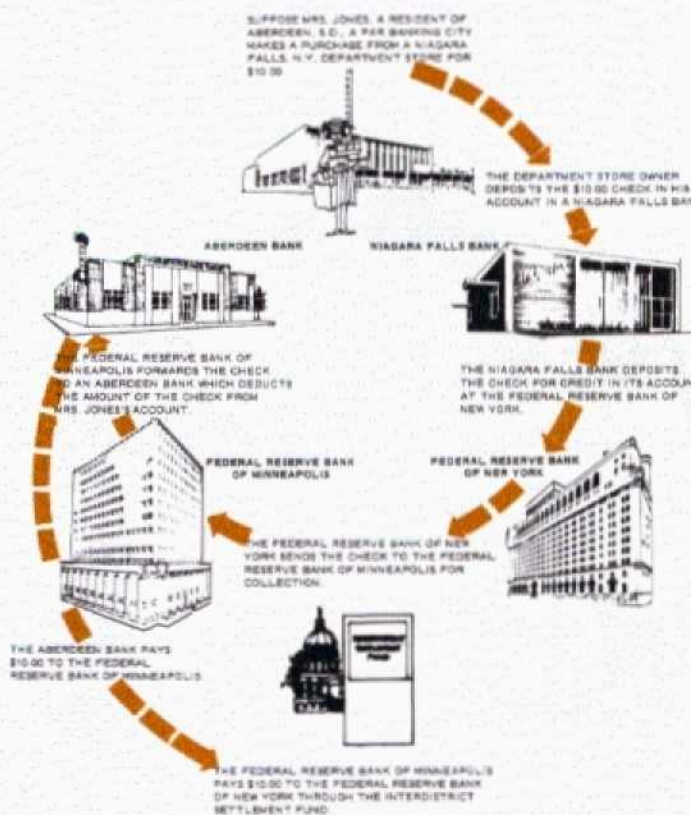 SUPPOSE MRS. JONES, A RESIDENT OF
ABERDEEN, S.D., A PAR BANKING CITY
MAKES A PURCHASE FROM A NIAGARA
FALLS, N.Y. DEPARTMENT STORE FOR
$10.00
THE DEPARTMENT STORE OWNER
DEPOSITS THE $10.00 CHECK IN HIS
ACCOUNT IN A NIAGARA FALLS BAN
ABERDEEN BANK
NIAGARA FALLS BANK
THE FEDERAL RESERVE BANK OF
MINNEAPOLIS FORWARDS THE CHECK
TO AN ABERDEEN BANK WHICH DEDUCTS
THE AMOUNT OF THE CHECK FROM
MRS. JONES'S ACCOUNT.
THE NIAGARA FALLS BANK DEPOSITS
THE CHECK FOR CREDIT IN ITS ACCOUN
AT THE FEDERAL RESERVE BANK OF
NEW YORK.
FEDERAL RESERVE BANK
OF MINNEAPOLIS
FEDERAL RESERVE BANK
OF NEW YORK
THE FEDERAL RESERVE BANK OF NEW
YORK SENDS THE CHECK TO THE FEDERAL
RESERVE BANK OF MINNEAPOLIS FOR
COLLECTION.
THE ABERDEEN BANK PAYS
$10.00 TO THE FEDERAL
RESERVE BANK OF MINNEAPOLIS
THE FEDERAL RESERVE BANK OF MINNEAPOLIS
PAYS $10.00 TO THE FEDERAL RESERVE BANK
OF NEW YORK THROUGH THE INTERDISTRICT
SETTLEMENT FUND.